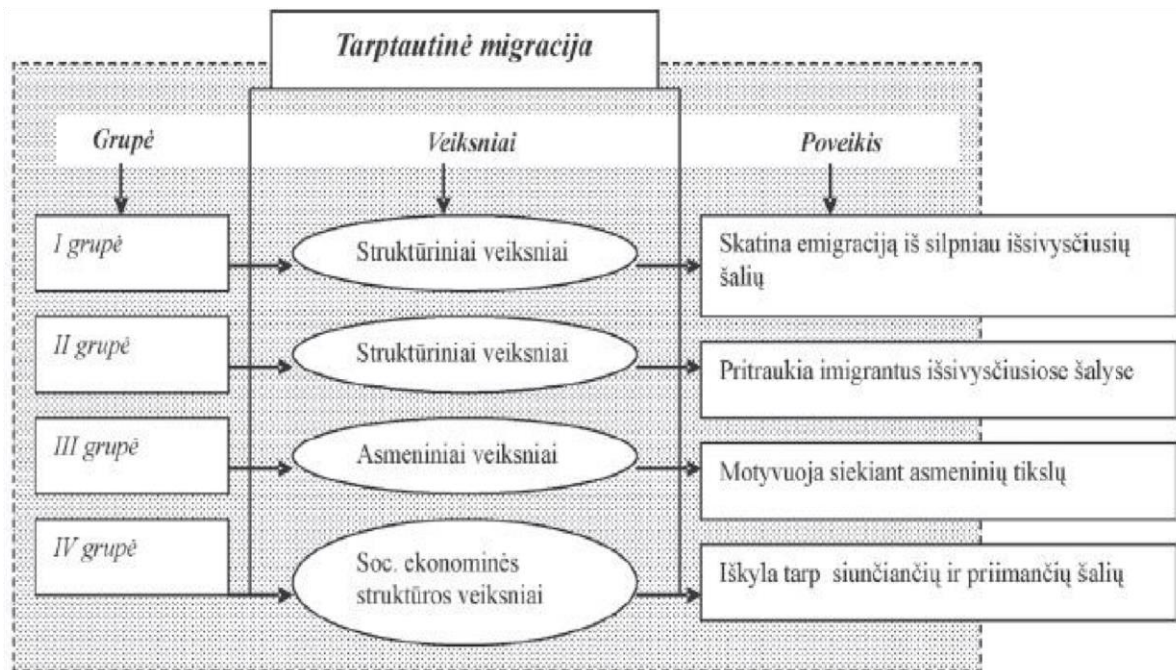 Tarptautinė migracija
Grupė
Veiksniai
Poveikis
I grupė
Struktūriniai veiksniai
Skatina emigraciją iš silpniau išsivysčiusių
šalių
II grupė
Struktūriniai veiksniai
Pritraukia imigrantus išsivysčiusiose šalyse
III grupė
Asmeniniai veiksniai
Motyvuoja siekiant asmeninių tikslų
IV grupė
Soc. ekonominės
struktūros veiksniai
Iškyla tarp siunčiančių ir priimančių šalių